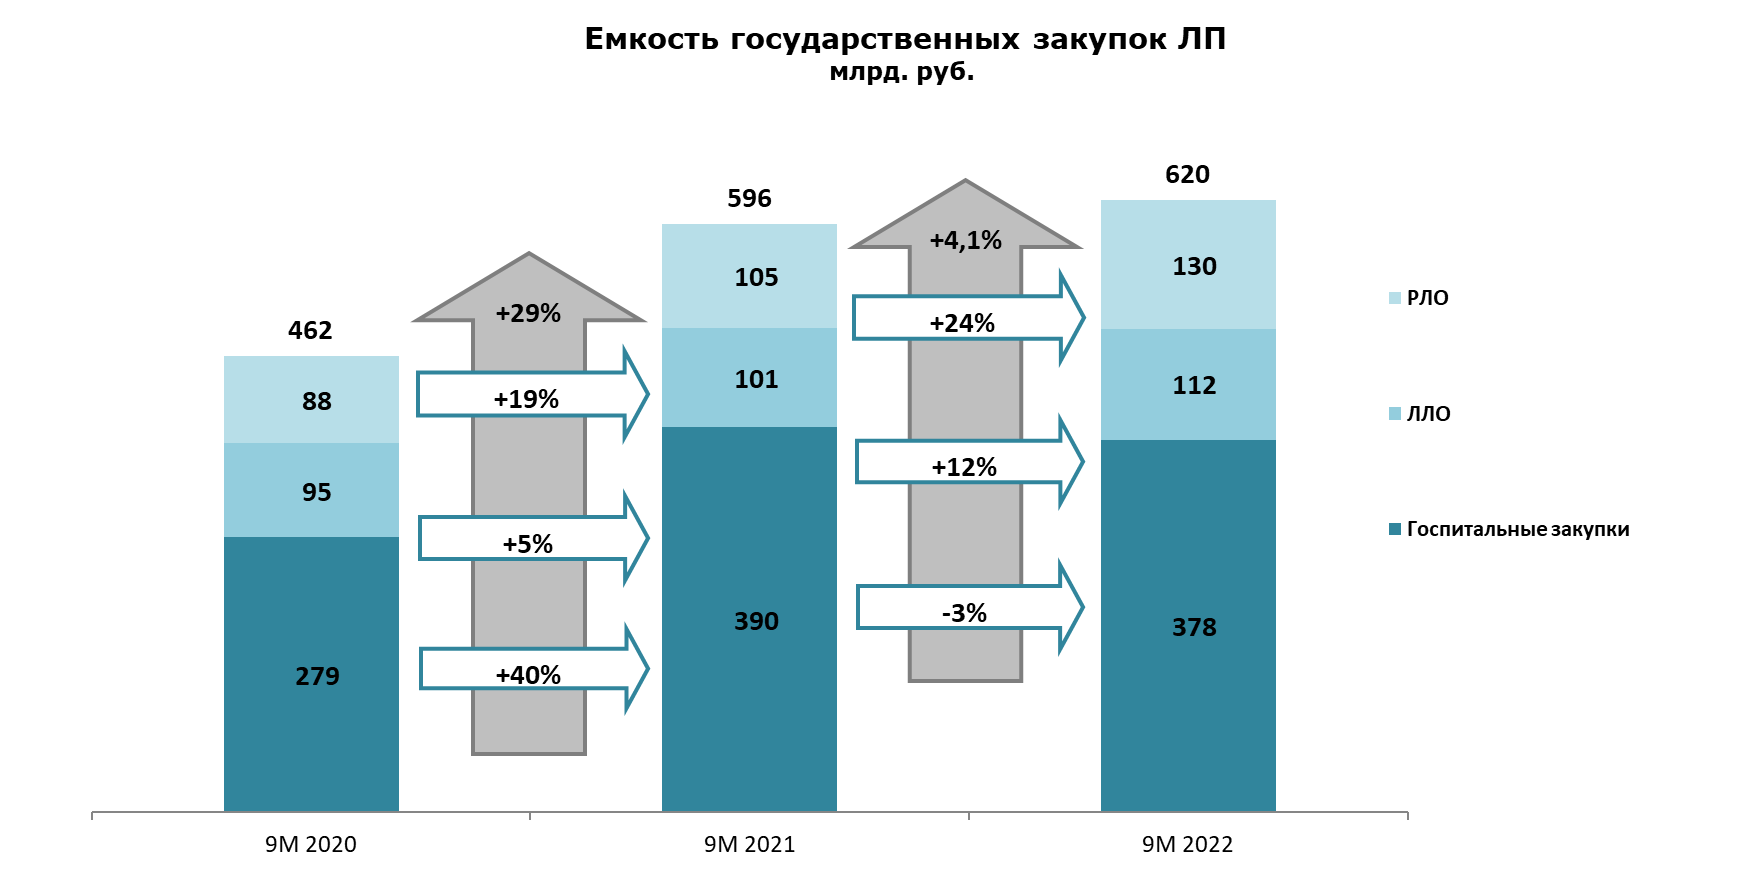 Емкость государственных закупок ЛП
млрд. руб.
462
88
95
279
+29%
+19%
+5%
+40%
596
105
101
390
+4,1%
+24%
+12%
-3%
620
130
112
378
РЛО
ЛЛО
Госпитальные закупки
9М 2020
9М 2021
9М 2022